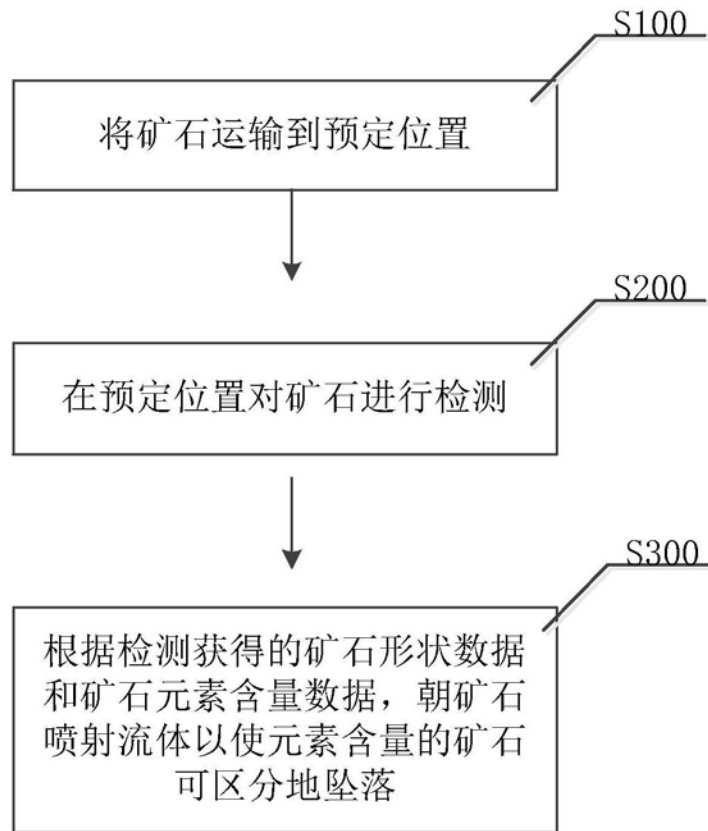 S100
将矿石运输到预定位置
S200
在预定位置对矿石进行检测
S300
根据检测获得的矿石形状数据
和矿石元素含量数据，朝矿石
喷射流体以使元素含量的矿石
可区分地坠落